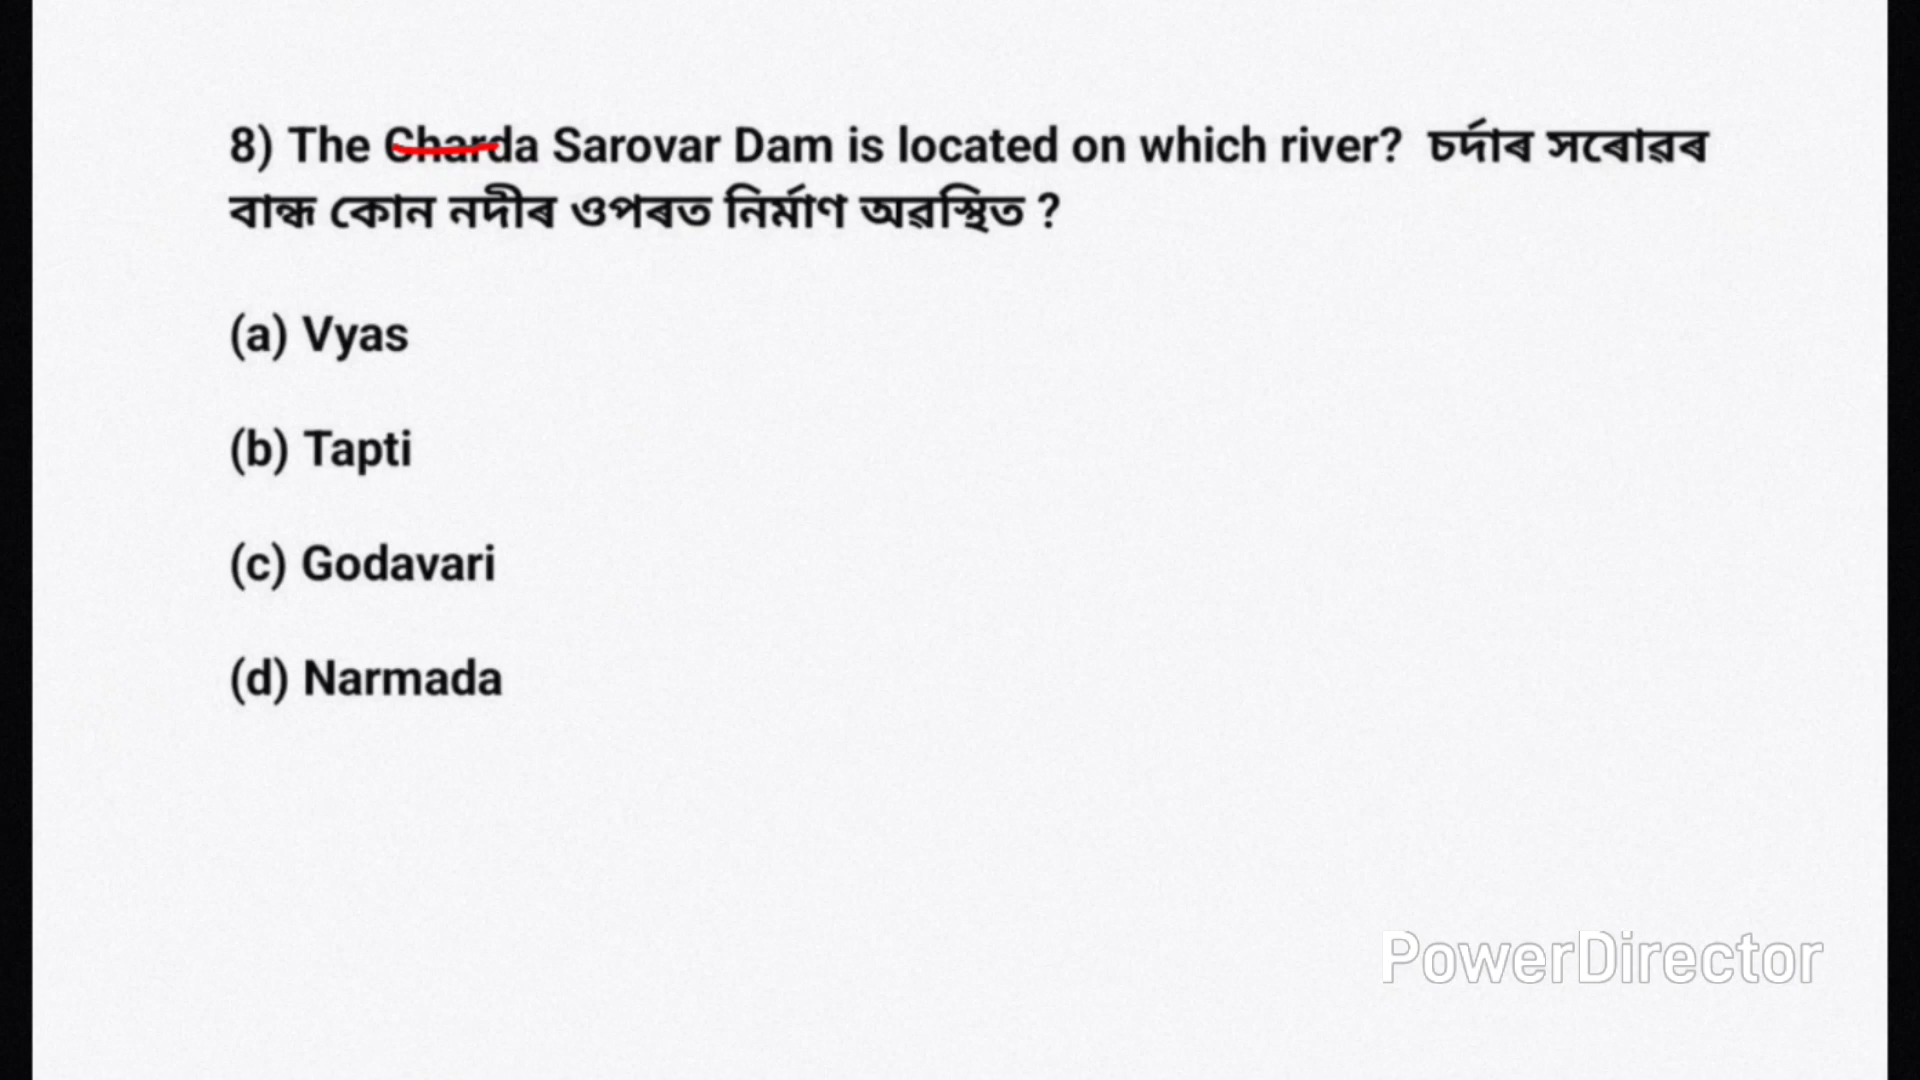 8) The Charda Sarovar Dam is located on which river? চৰ্দাৰ সৰোৱৰ
বান্ধ কোন নদীৰ ওপৰত নিৰ্মাণ অৱস্থিত ?
(a) Vyas
(b) Tapti
(c) Godavari
(d) Narmada
PowerDirector